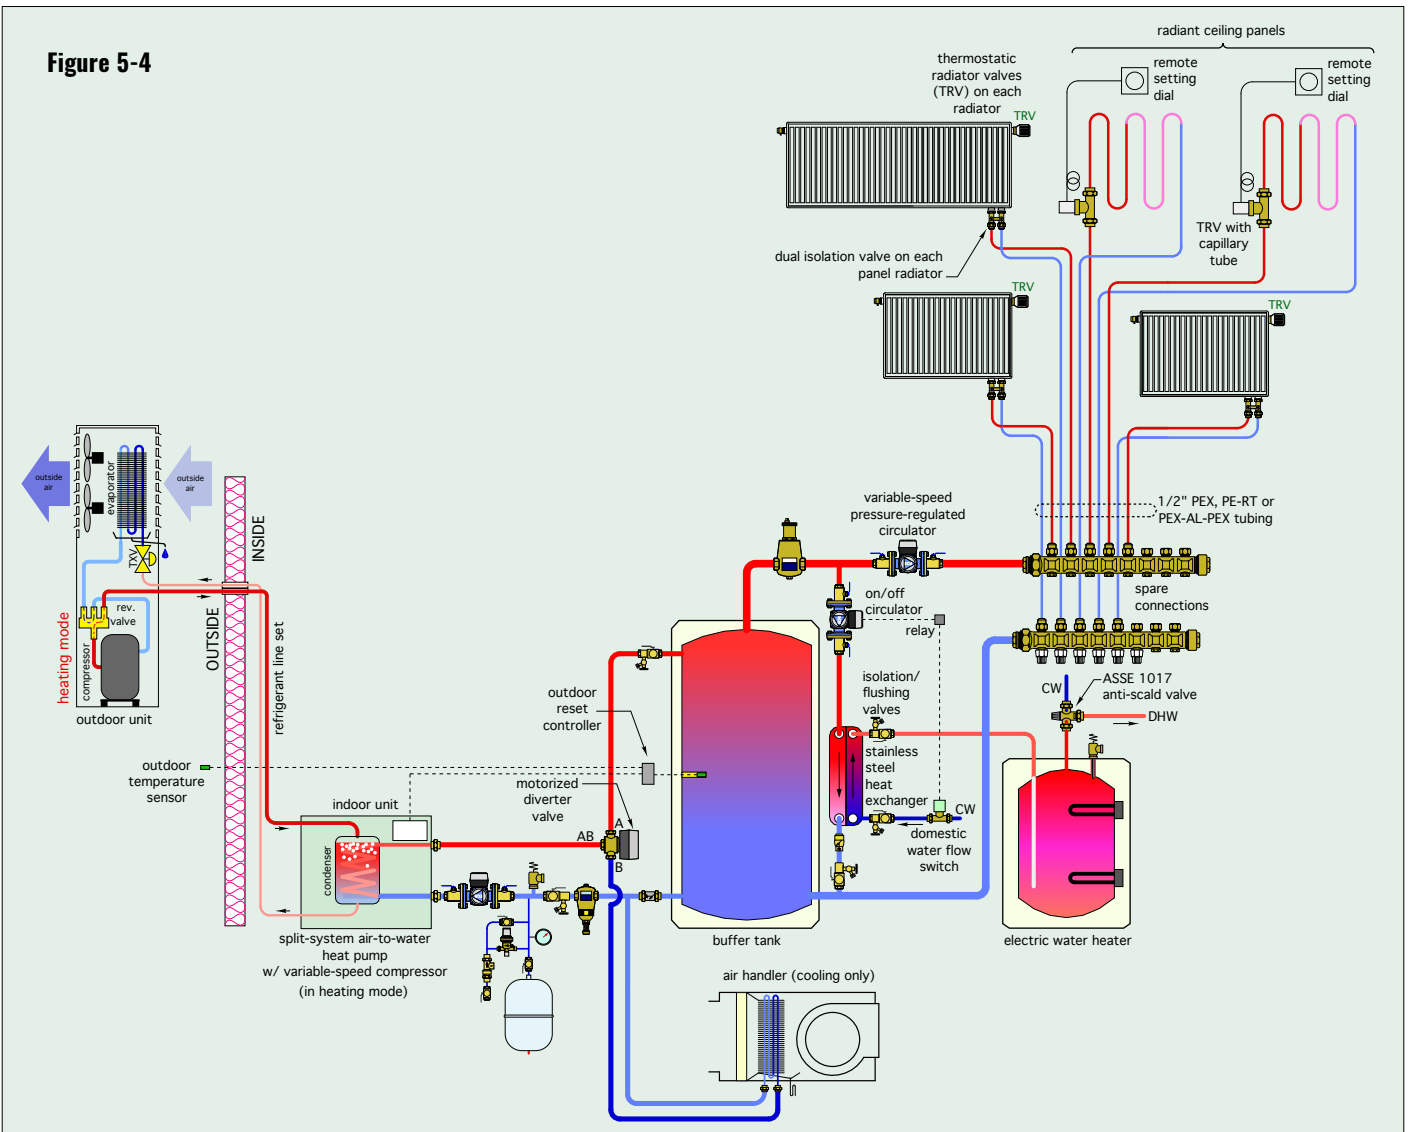 Figure 5-4
radiant ceiling panels
thermostatic
radiator valves
(TRV) on each
radiator
TRV
remote
setting
dial
remote
setting
dial
TRV with
capillary
tube
dual isolation valve on each
panel radiator
TRV
TRV
outside
air
evaporator
outside
air
TXV
rev.
valve
compressor
heating mode
outdoor unit
INSIDE
OUTSIDE
refrigerant line set
variable-speed
pressure-regulated
circulator
1/2" PEX, PE-RT or
PEX-AL-PEX tubing
spare
connections
on/off
circulator
relay
isolation/
flushing
valves
CW
ASSE 1017
anti-scald valve
DHW
outdoor
reset
controller
stainless
steel
heat
exchanger
outdoor
temperature
sensor
motorized
diverter
valve
indoor unit
A
AB
B
CW
domestic
water flow
switch
condenser
split-system air-to-water
heat pump
w/ variable-speed compressor
(in heating mode)
buffer tank
electric water heater
air handler (cooling only)